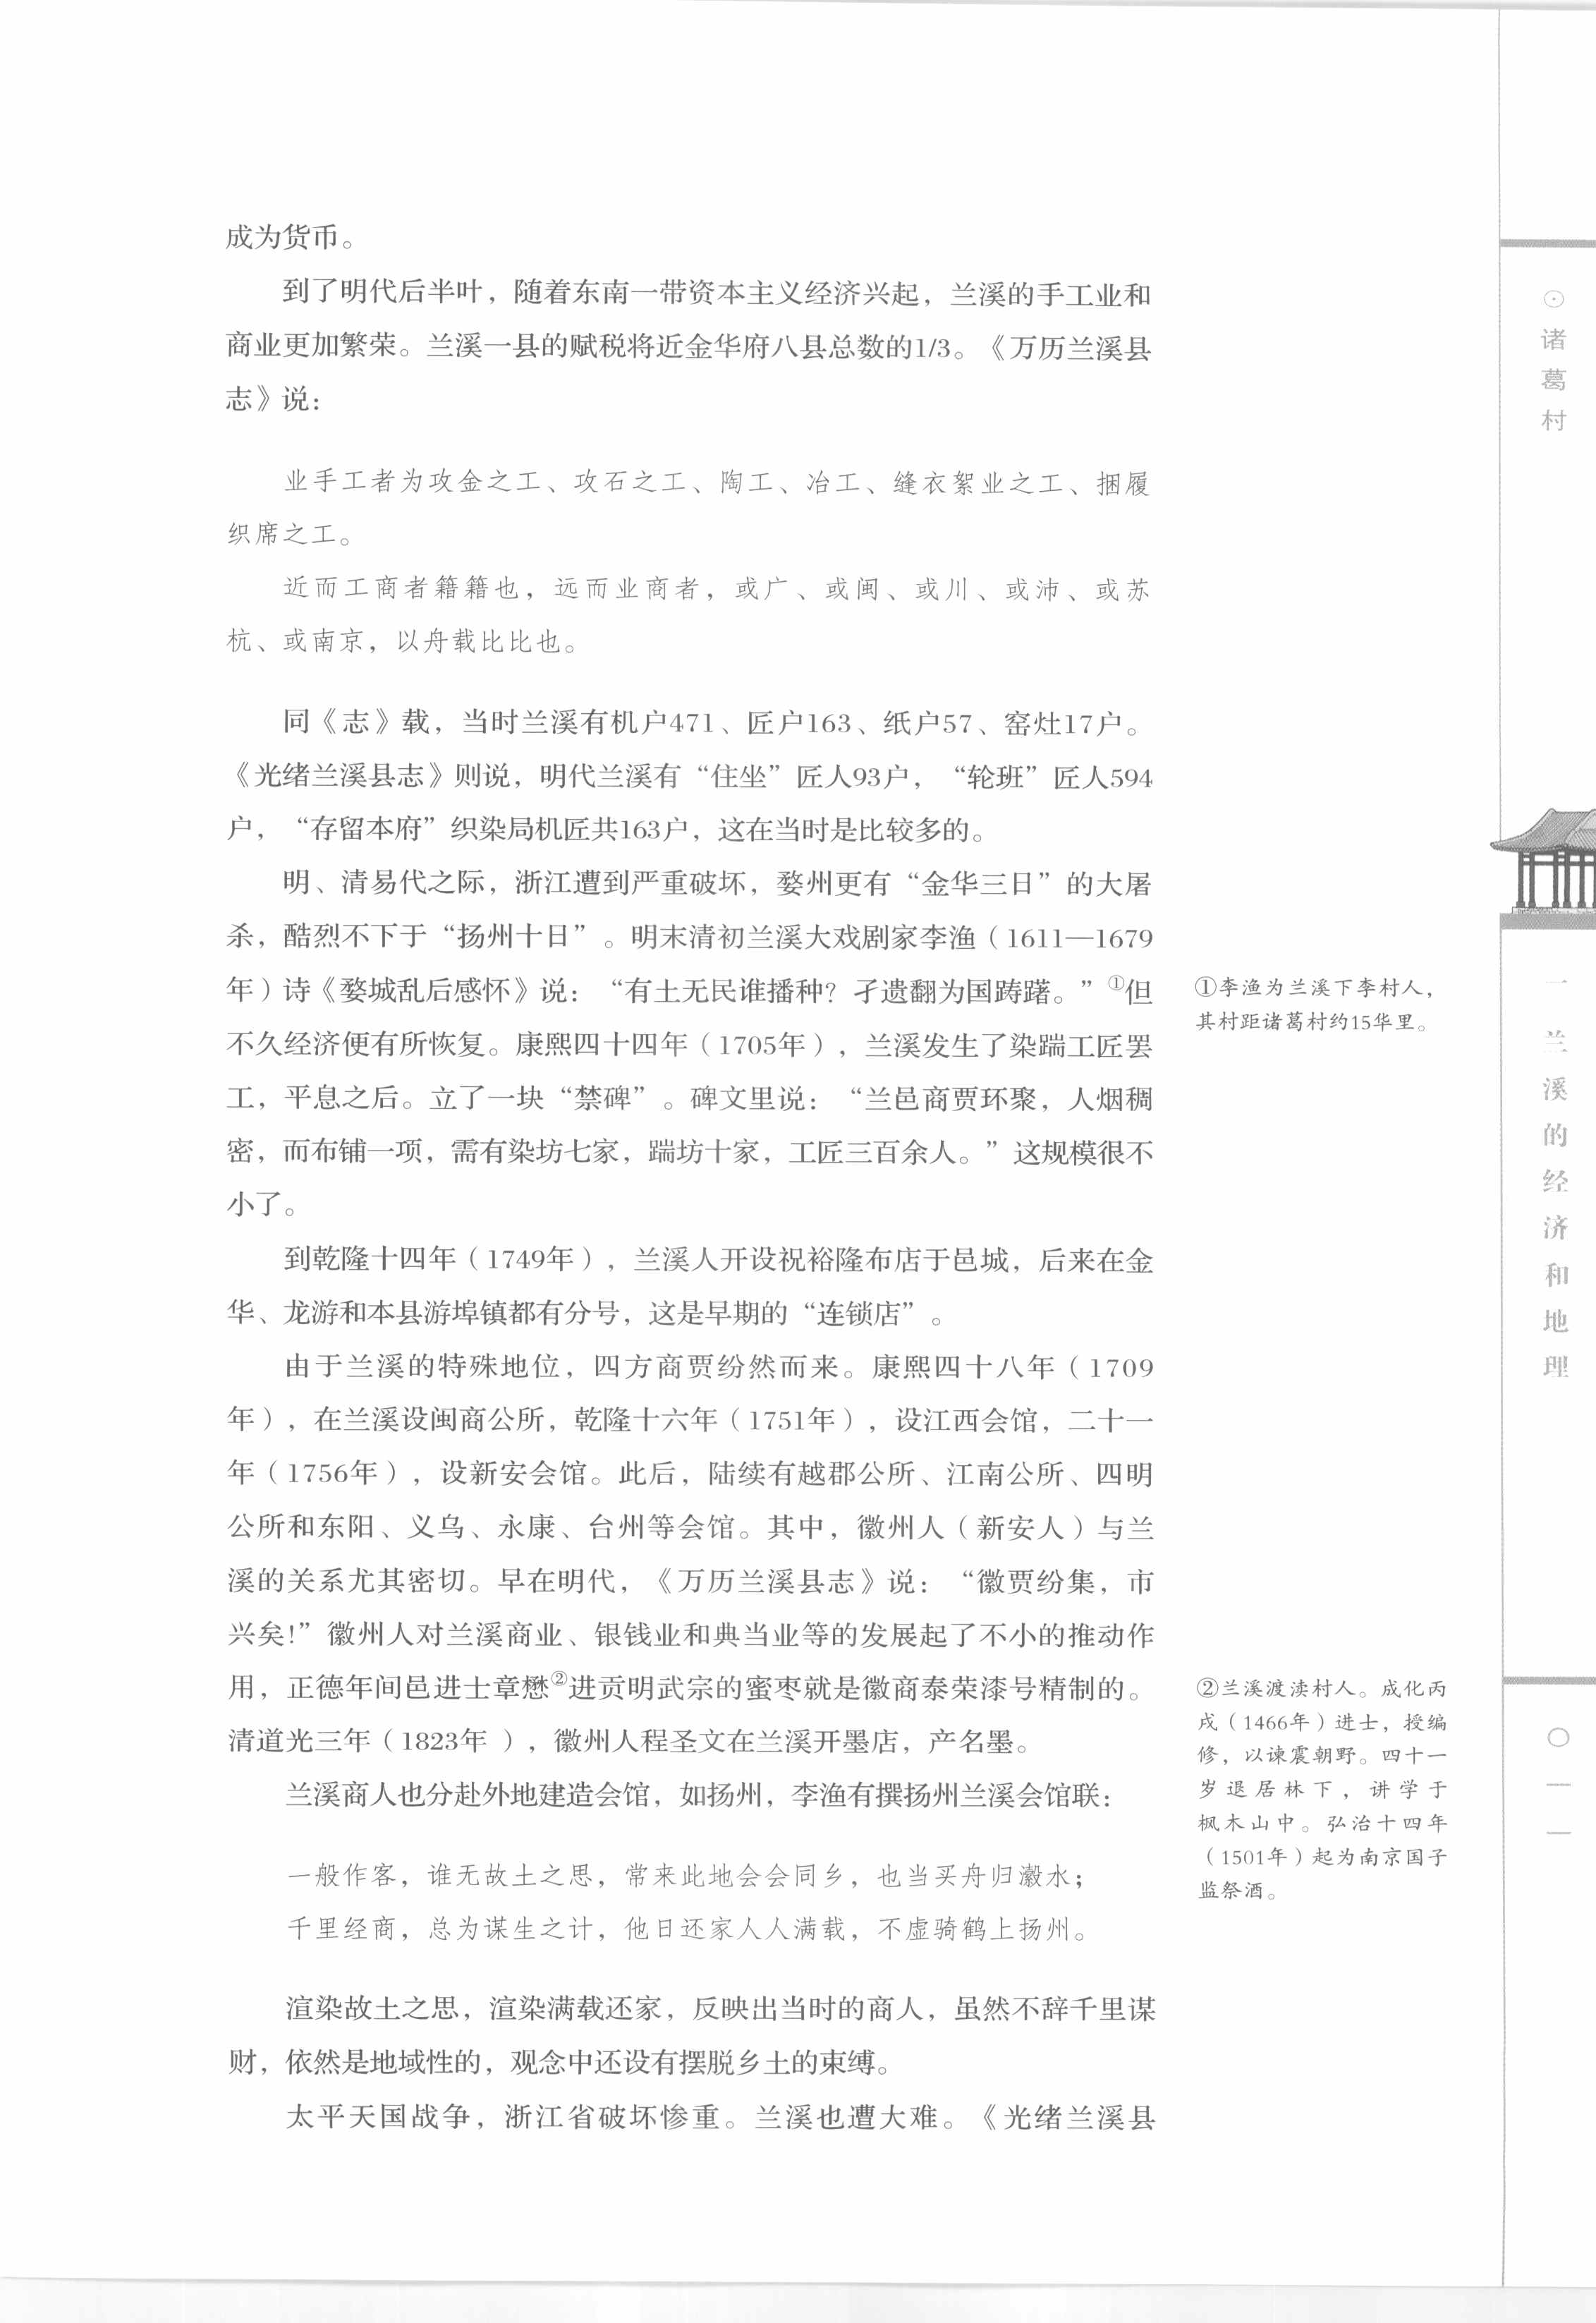 成为货币。
到了明代后半叶，随着东南一带资本主义经济兴起，兰溪的手工业和
商业更加繁荣。兰溪一县的赋税将近金华府八县总数的1/3。《万历兰溪县
志》说：
业手工者为攻金之工、攻石之工、陶工、冶工、缝衣絮业之工、捆履
织席之工。
近而工商者籍籍也，远而业商者，或广、或闽、或川、或沛、或苏
杭、或南京，以舟载比比也。
同《志》载，当时兰溪有机户471、匠户163、纸户57、窑灶17户。
《光绪兰溪县志》则说，明代兰溪有“住坐”匠人93户，“轮班”匠人594
户，“存留本府”织染局机匠共163户，这在当时是比较多的。
明、清易代之际，浙江遭到严重破坏，婺州更有“金华三日”的大屠
杀，酷烈不下于“扬州十日”。明末清初兰溪大戏剧家李渔（1611—1679
年）诗《婺城乱后感怀》说：“有土无民谁播种？孑遗翻为国踌躇。”①但
不久经济便有所恢复。康熙四十四年（1705年），兰溪发生了染踹工匠罢
工，平息之后。立了一块“禁碑”。碑文里说：“兰邑商贾环聚，人烟稠
密，而布铺一项，需有染坊七家，踹坊十家，工匠三百余人。”这规模很不
小了。
到乾隆十四年（1749年），兰溪人开设祝裕隆布店于邑城，后来在金
华、龙游和本县游埠镇都有分号，这是早期的“连锁店”。
由于兰溪的特殊地位，四方商贾纷然而来。康熙四十八年（1709
年），在兰溪设闽商公所，乾隆十六年（1751年），设江西会馆，二十一
年（1756年），设新安会馆。此后，陆续有越郡公所、江南公所、四明
公所和东阳、义乌、永康、台州等会馆。其中，徽州人（新安人）与兰
溪的关系尤其密切。早在明代，《万历兰溪县志》说：“徽贾纷集，市
兴矣！”徽州人对兰溪商业、银钱业和典当业等的发展起了不小的推动作
用，正德年间邑进士章懋②进贡明武宗的蜜枣就是徽商泰荣漆号精制的。
清道光三年（1823年 ），徽州人程圣文在兰溪开墨店，产名墨。
兰溪商人也分赴外地建造会馆，如扬州，李渔有撰扬州兰溪会馆联：
一般作客，谁无故土之思，常来此地会会同乡，也当买舟归瀫水；
千里经商，总为谋生之计，他日还家人人满载，不虚骑鹤上扬州。
渲染故土之思，渲染满载还家，反映出当时的商人，虽然不辞千里谋
财，依然是地域性的，观念中还设有摆脱乡土的束缚。
太平天国战争，浙江省破坏惨重。兰溪也遭大难。《光绪兰溪县
①李渔为兰溪下李村人，
其村距诸葛村约15华里。
②兰溪渡渎村人。成化丙
戌（1466年）进士，授编
修，以谏震朝野。四十一
岁退居林下，讲学于
枫木山中。弘治十四年
（1501年）起为南京国子
监祭酒。
⊙诸葛村
一 兰溪的经济和地理
〇一一